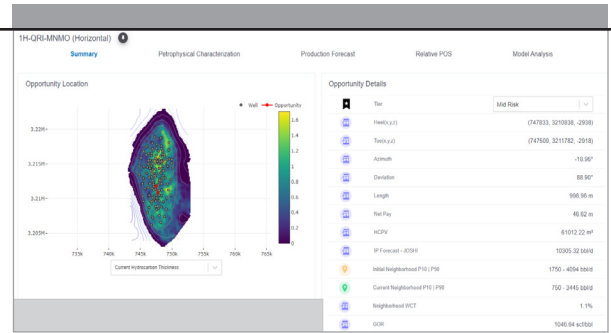 1H-QRI-MNMO (Horizontal)
Summary
Petrophysical Characterization
Production Forecast
Relative POS
Model Analysis
Opportunity Location
Well
Opportunity
3.22M
3.215M
3.21M
3.205M
735k 740k 745k 750k 755k 760k 765k
1.6
1.4
1.2
1
0.8
0.6
0.4
0.2
0
Current Hydrocarbon Thickness
Opportunity Details
Tier Mid Risk
Heel(x,y,z) (747833, 3210838, -2908)
Toe(x,y,z) (747509, 3211782, -2918)
Azimuth
Deviation 88.90°
Length 998.96 m
Net Pay 46.62 m
HCPV 61012.22 m³
IP Forecast - 10305.32 bbl/d
Initial Neighborhood P10 | P90 1750 - 4094 bbl/d
Current Neighborhood P10 | P90 750 - 3445 bbl/d
Neighborhood WCT 1.1%
GOR 1046.64 scf/bbl